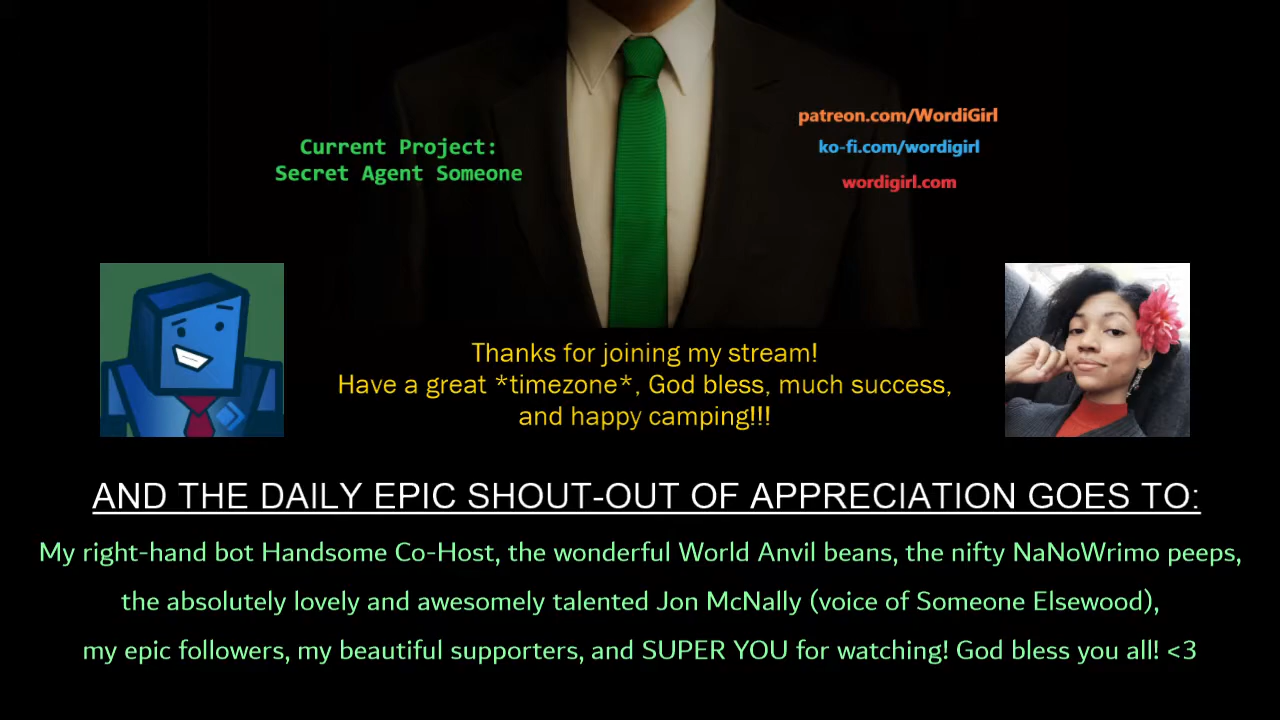 Current Project:
Secret Agent Someone
patreon.com/WordiGirl
ko-fi.com/wordigirl
wordigirl.com
Thanks for joining my stream!
Have a great *timezone*, God bless, much success,
and happy camping!!!
AND THE DAILY EPIC SHOUT-OUT OF APPRECIATION GOES TO:
My right-hand bot Handsome Co-Host, the wonderful World Anvil beans, the nifty NaNoWrimo peeps,
the absolutely lovely and awesomely talented Jon McNally (voice of Someone Elsewood),
my epic followers, my beautiful supporters, and SUPER YOU for watching! God bless you all! <3